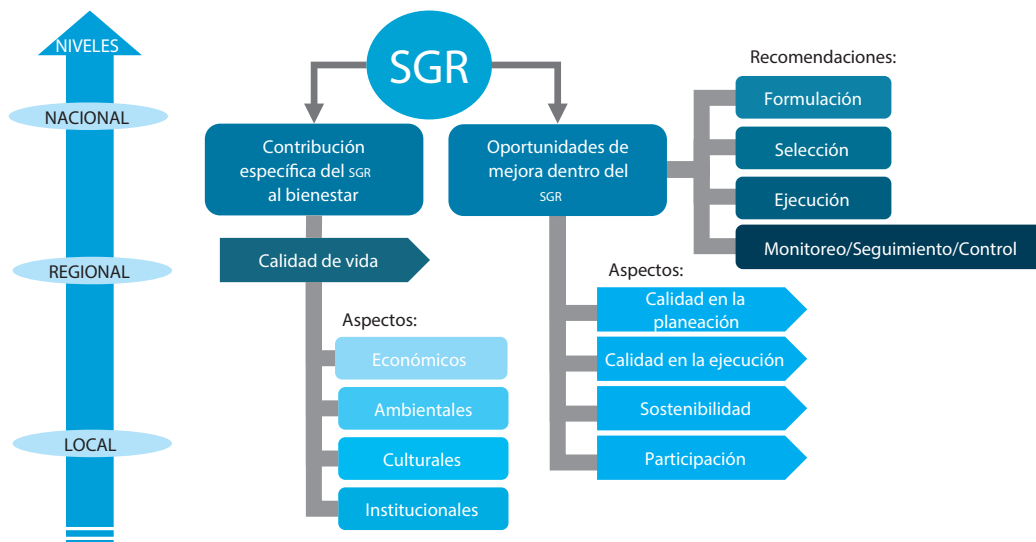 NIVELES
NACIONAL
REGIONAL
LOCAL
SGR
Contribución
específica del SGR
al bienestar
Calidad de vida
Aspectos:
Económicos
Ambientales
Culturales
Institucionales
Oportunidades de
mejora dentro del
SGR
Aspectos:
Calidad en la
planeación
Calidad en la ejecución
Sostenibilidad
Participación
Recomendaciones:
Formulación
Selección
Ejecución
Monitoreo/Seguimiento/Control